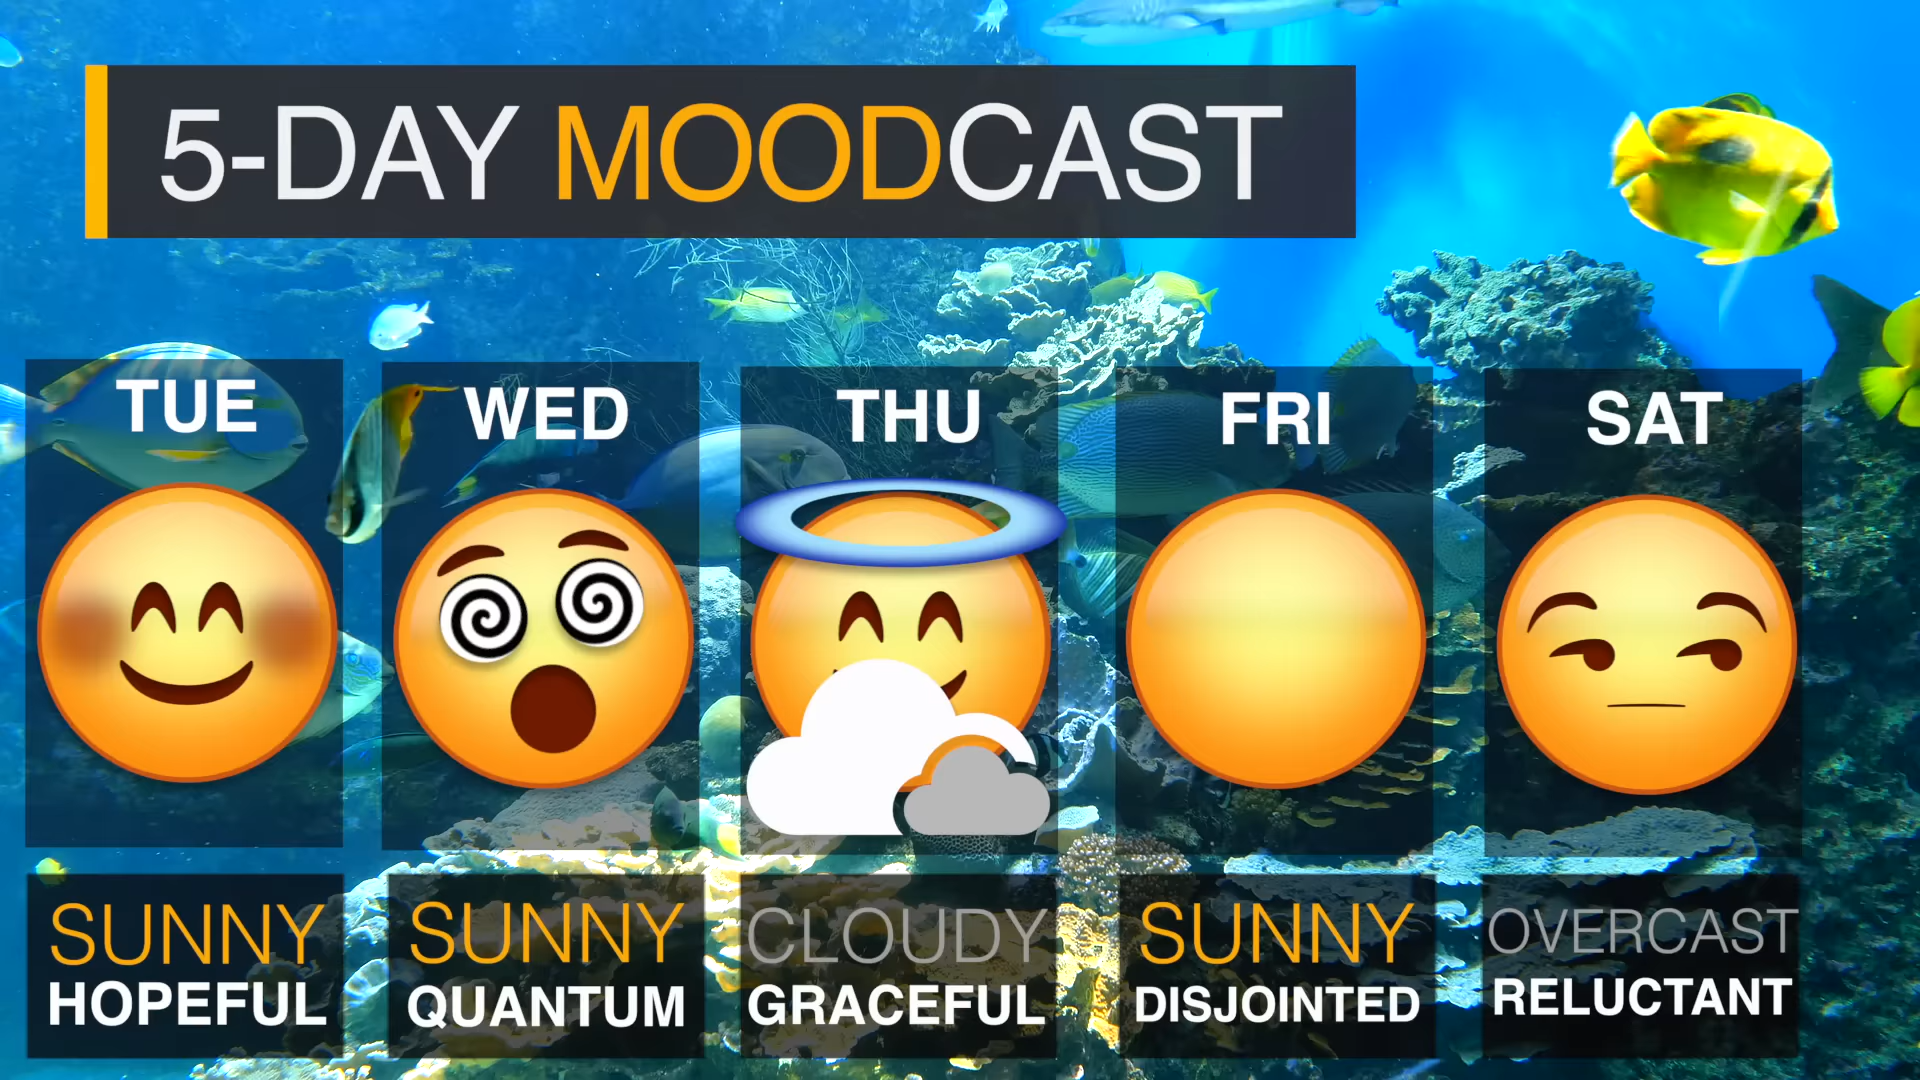 5-DAY MOODCAST
TUE
WED
THU
FRI
SAT
SUNNY
HOPEFUL
SUNNY
QUANTUM
CLOUDY
GRACEFUL
SUNNY
DISJOINTED
OVERCAST
RELUCTANT